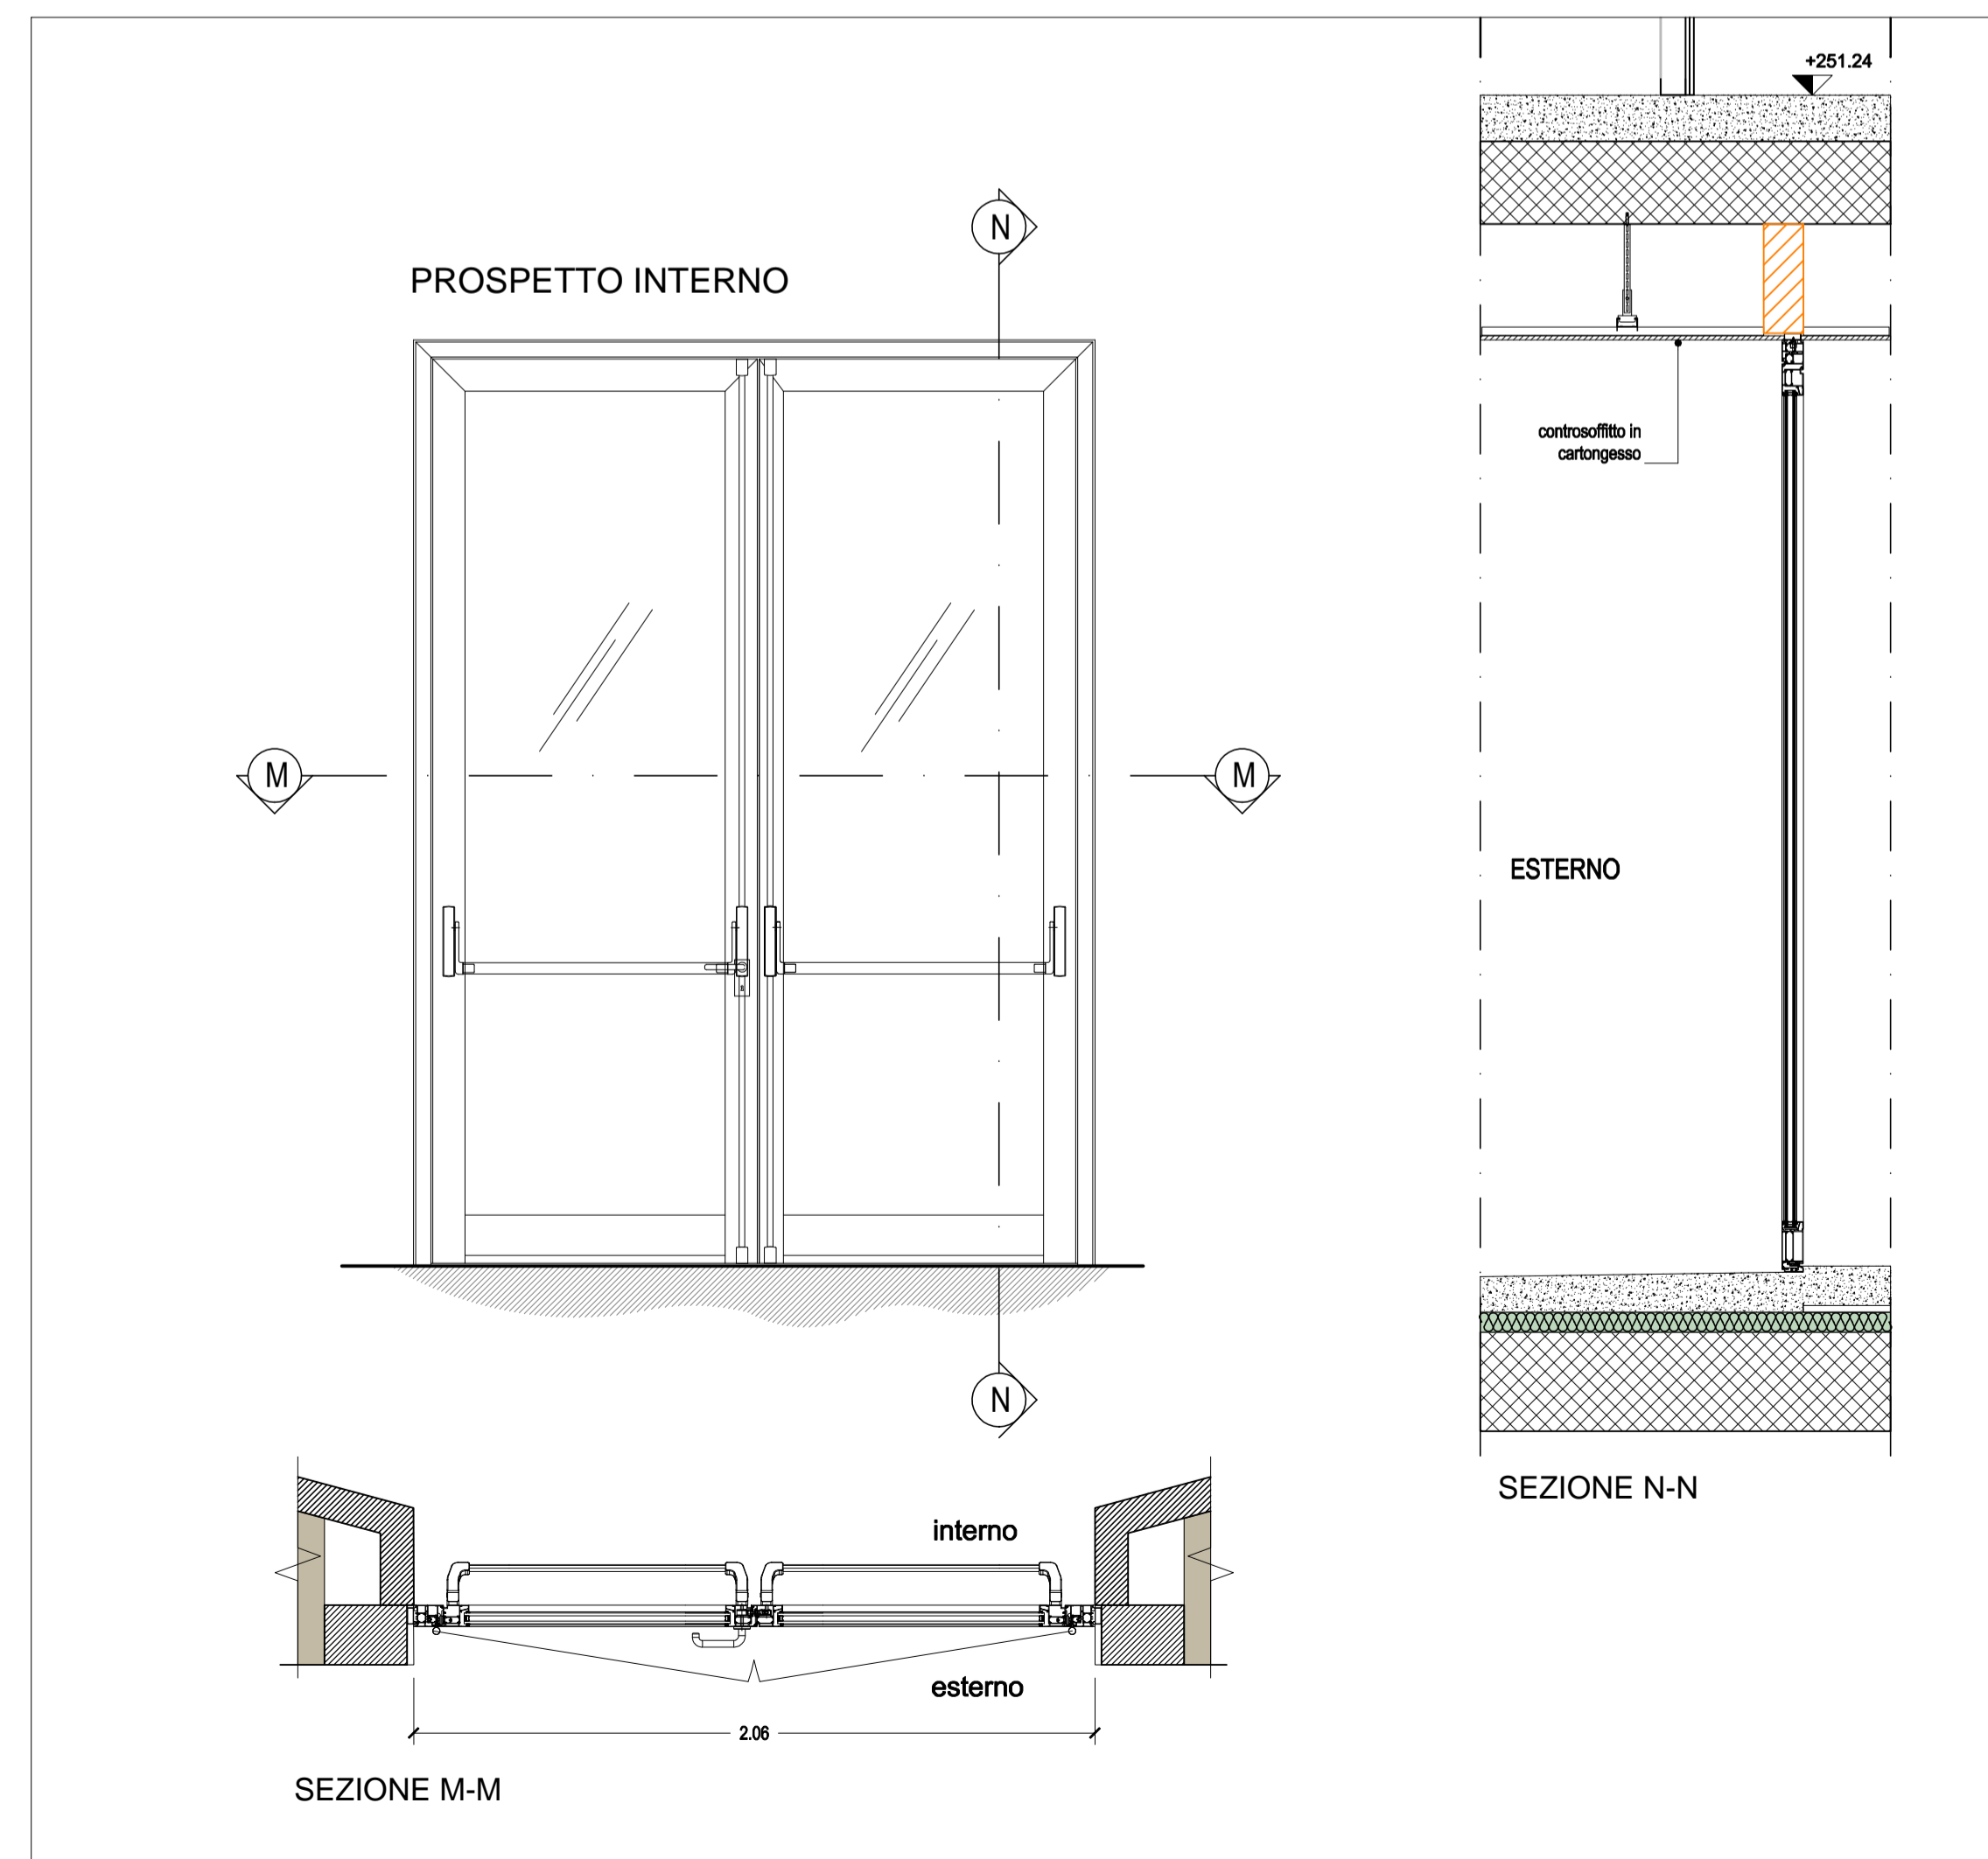 +251.24
N
PROSPETTO INTERNO
controsoffitto in
cartongesso
M
M
ESTERNO
N
SEZIONE N-N
interno
esterno
2.06
SEZIONE M-M